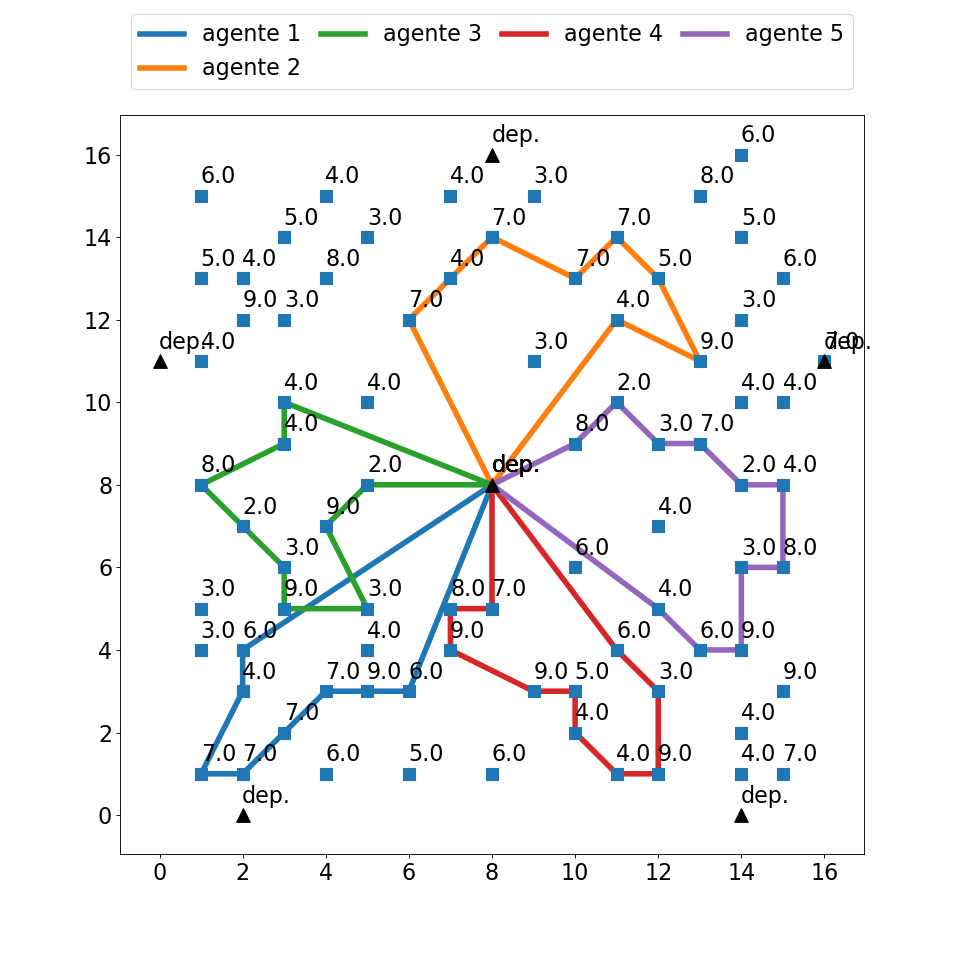 agente 1 agente 3 agente 4 agente 5
agente 2
dep. 6.0
6.0 4.0 4.0 3.0 8.0
5.0 3.0 7.0 7.0 5.0
5.0 4.0 8.0 4.0 7.0 5.0 6.0
9.0 3.0 7.0 4.0 3.0
dep. 4.0 3.0 9.0 7.0 dep.
4.0 4.0 2.0 4.0 4.0
4.0 8.0 3.0 7.0
8.0 2.0 dep. 2.0 4.0
2.0 9.0 4.0
3.0 6.0 3.0 8.0
3.0 9.0 3.0 8.0 7.0 4.0
3.0 6.0 4.0 9.0 6.0 6.0 9.0
4.0 7.0 9.0 6.0 9.0 5.0 3.0 9.0
7.0 4.0 4.0
7.0 7.0 6.0 5.0 6.0 4.0 9.0 4.0 7.0
dep. dep.
16
14
12
10
8
6
4
2
0
0 2 4 6 8 10 12 14 16